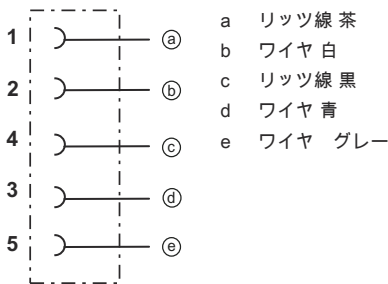 1 ⓐ
2 ⓑ
4 ⓒ
3 ⓓ
5 ⓔ
a リッツ線 茶
b ワイヤ 白
c リッツ線 黒
d ワイヤ 青
e ワイヤ　グレー